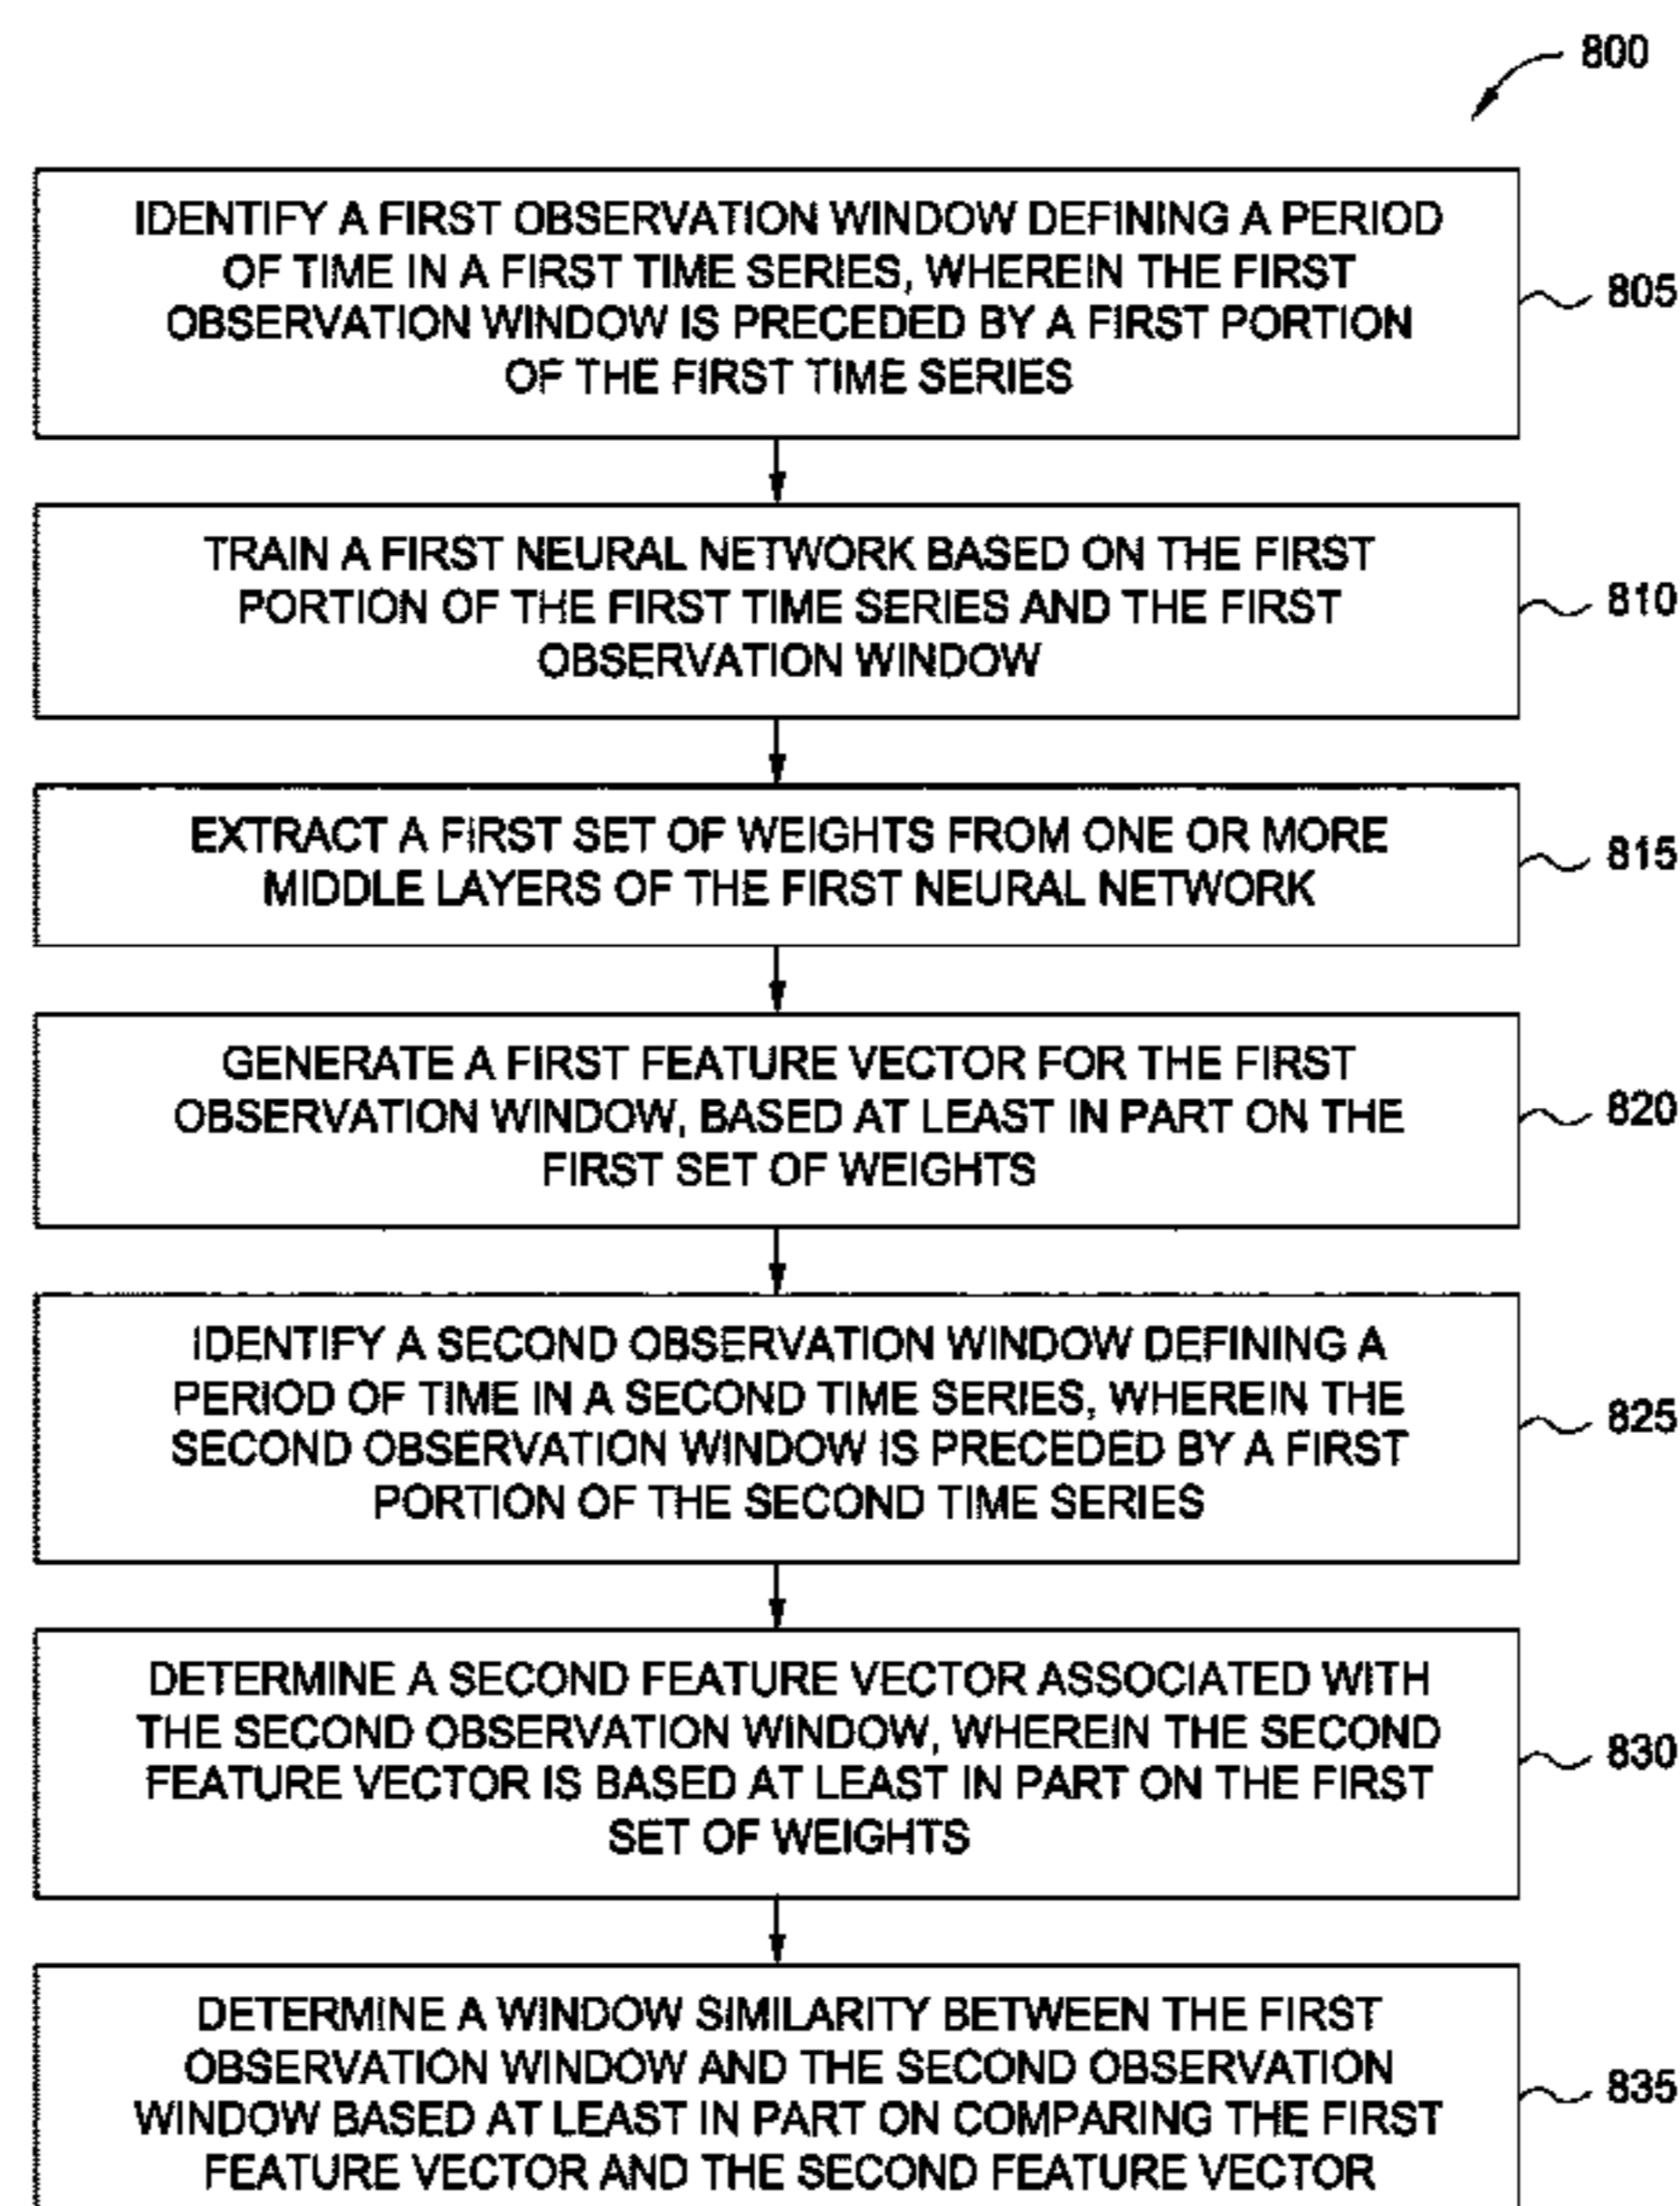 800
IDENTIFY A FIRST OBSERVATION WINDOW DEFINING A PERIOD
OF TIME IN A FIRST TIME SERIES, WHEREIN THE FIRST
OBSERVATION WINDOW IS PRECEDED BY A FIRST PORTION
OF THE FIRST TIME SERIES
805
TRAIN A FIRST NEURAL NETWORK BASED ON THE FIRST
PORTION OF THE FIRST TIME SERIES AND THE FIRST
OBSERVATION WINDOW
810
EXTRACT A FIRST SET OF WEIGHTS FROM ONE OR MORE
MIDDLE LAYERS OF THE FIRST NEURAL NETWORK
815
GENERATE A FIRST FEATURE VECTOR FOR THE FIRST
OBSERVATION WINDOW, BASED AT LEAST IN PART ON THE
FIRST SET OF WEIGHTS
820
IDENTIFY A SECOND OBSERVATION WINDOW DEFINING A
PERIOD OF TIME IN A SECOND TIME SERIES, WHEREIN THE
SECOND OBSERVATION WINDOW IS PRECEDED BY A FIRST
PORTION OF THE SECOND TIME SERIES
825
DETERMINE A SECOND FEATURE VECTOR ASSOCIATED WITH
THE SECOND OBSERVATION WINDOW, WHEREIN THE SECOND
FEATURE VECTOR IS BASED AT LEAST IN PART ON THE FIRST
SET OF WEIGHTS
830
DETERMINE A WINDOW SIMILARITY BETWEEN THE FIRST
OBSERVATION WINDOW AND THE SECOND OBSERVATION
WINDOW BASED AT LEAST IN PART ON COMPARING THE FIRST
FEATURE VECTOR AND THE SECOND FEATURE VECTOR
835